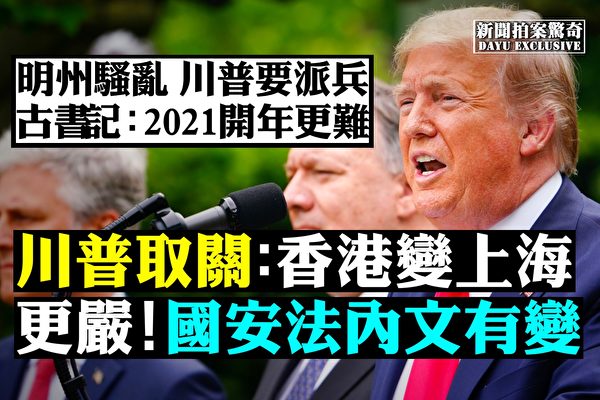 新聞拍案驚奇
DAYU EXCLUSIVE
明州騷亂 川普要派兵
古書記：2021開年更難
川普取關：香港變上海
更嚴！國安法內文有變